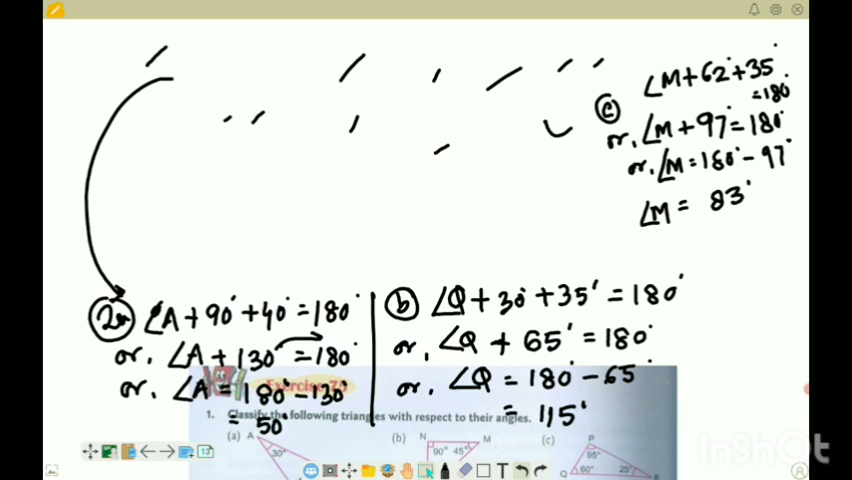 ⓒ ∠M+62°+35°
=180°
or, ∠M + 97° = 180°
or, ∠M = 180° - 97°
∠M = 83°
2a ∠A + 90° + 40° = 180°
or, ∠A + 130° = 180°
or, ∠A = 180° - 130°
= 50°
ⓑ ∠Q + 30° + 35° = 180°
or, ∠Q + 65° = 180°
or, ∠Q = 180° - 65°
= 115°
1. Classify the following triangles with respect to their angles.
(a) A 30°
(b) N M 90° 45°
(c) P 95° Q 60° 25° R
13
T
InShot